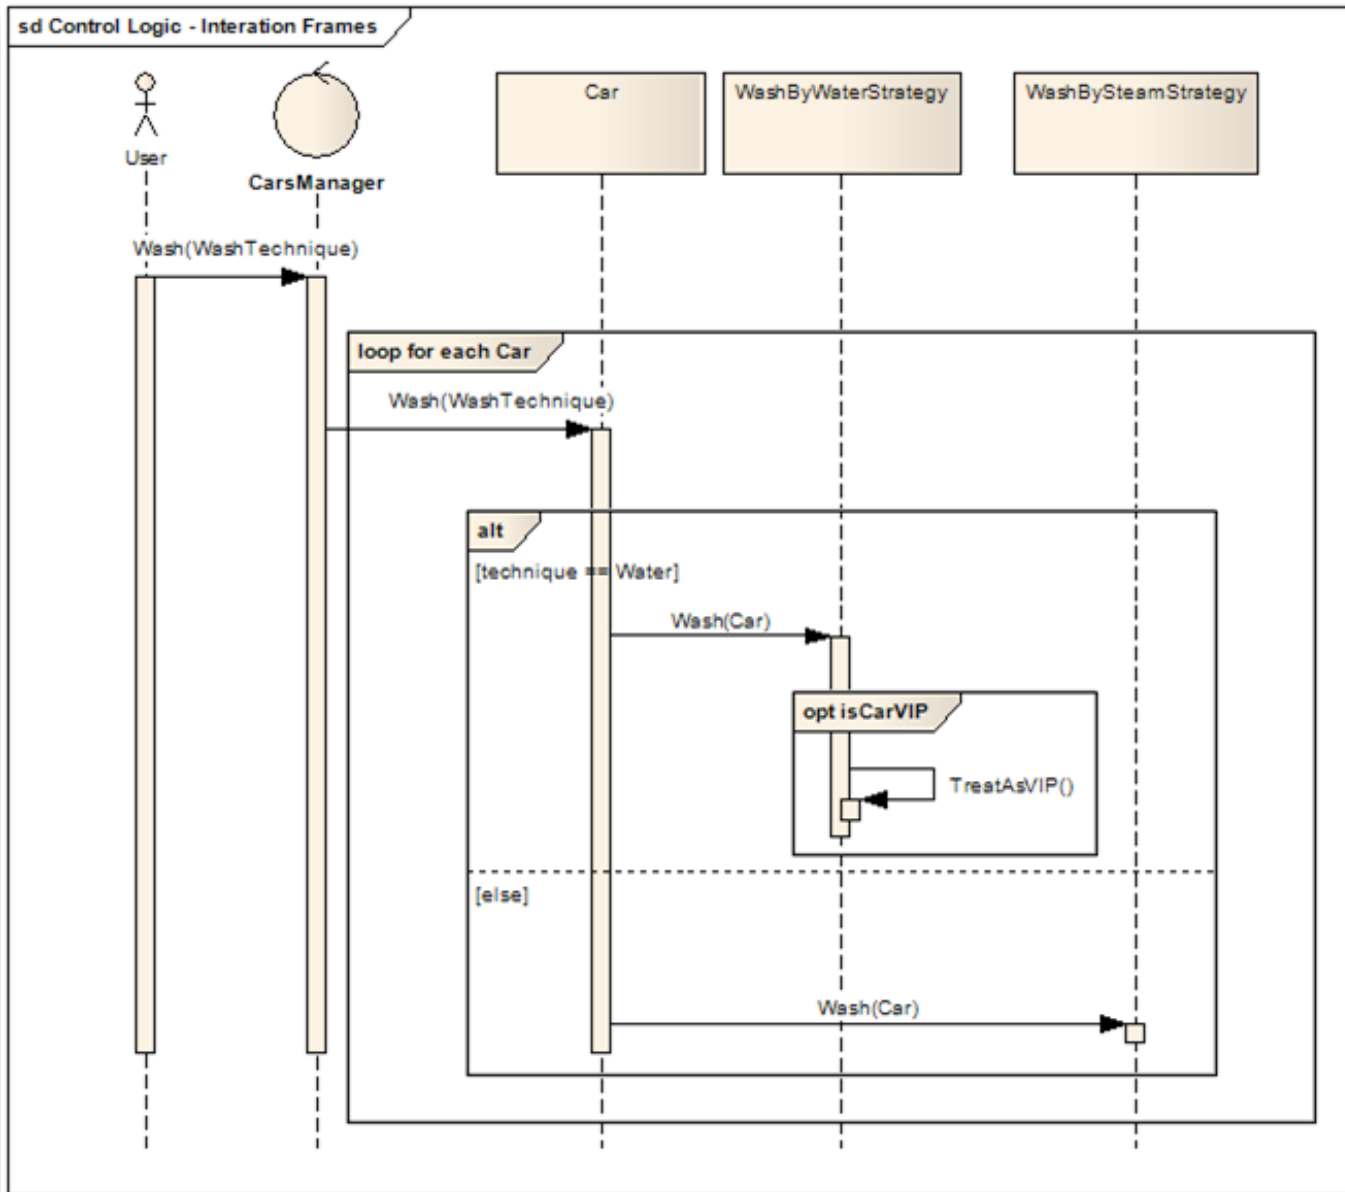 sd Control Logic - Interation Frames
User
CarsManager
Car
WashByWaterStrategy
WashBySteamStrategy
Wash(WashTechnique)
loop for each Car
Wash(WashTechnique)
alt
[technique == Water]
Wash(Car)
opt isCarVIP
TreatAsVIP()
[else]
Wash(Car)